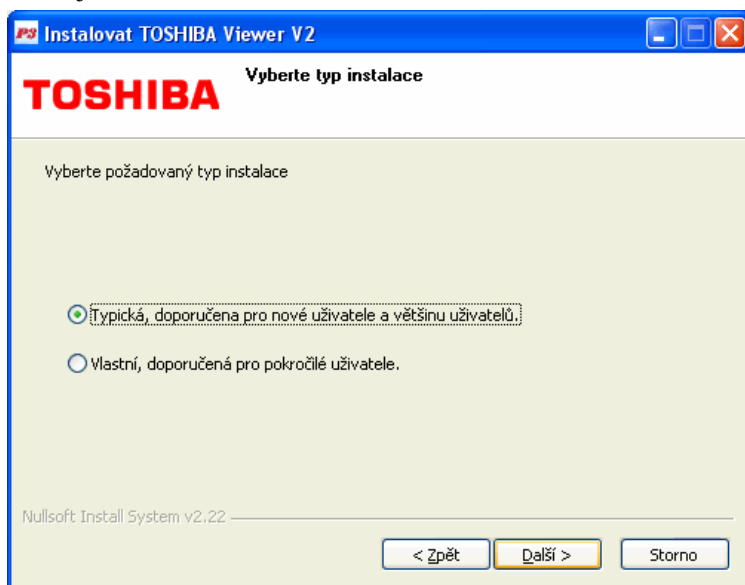 P3 Instalovat TOSHIBA Viewer V2
TOSHIBA
Vyberte typ instalace
Vyberte požadovaný typ instalace
Typická, doporučena pro nové uživatele a většinu uživatelů.
Vlastní, doporučená pro pokročilé uživatele.
Nullsoft Install System v2.22
< Zpět
Další >
Storno